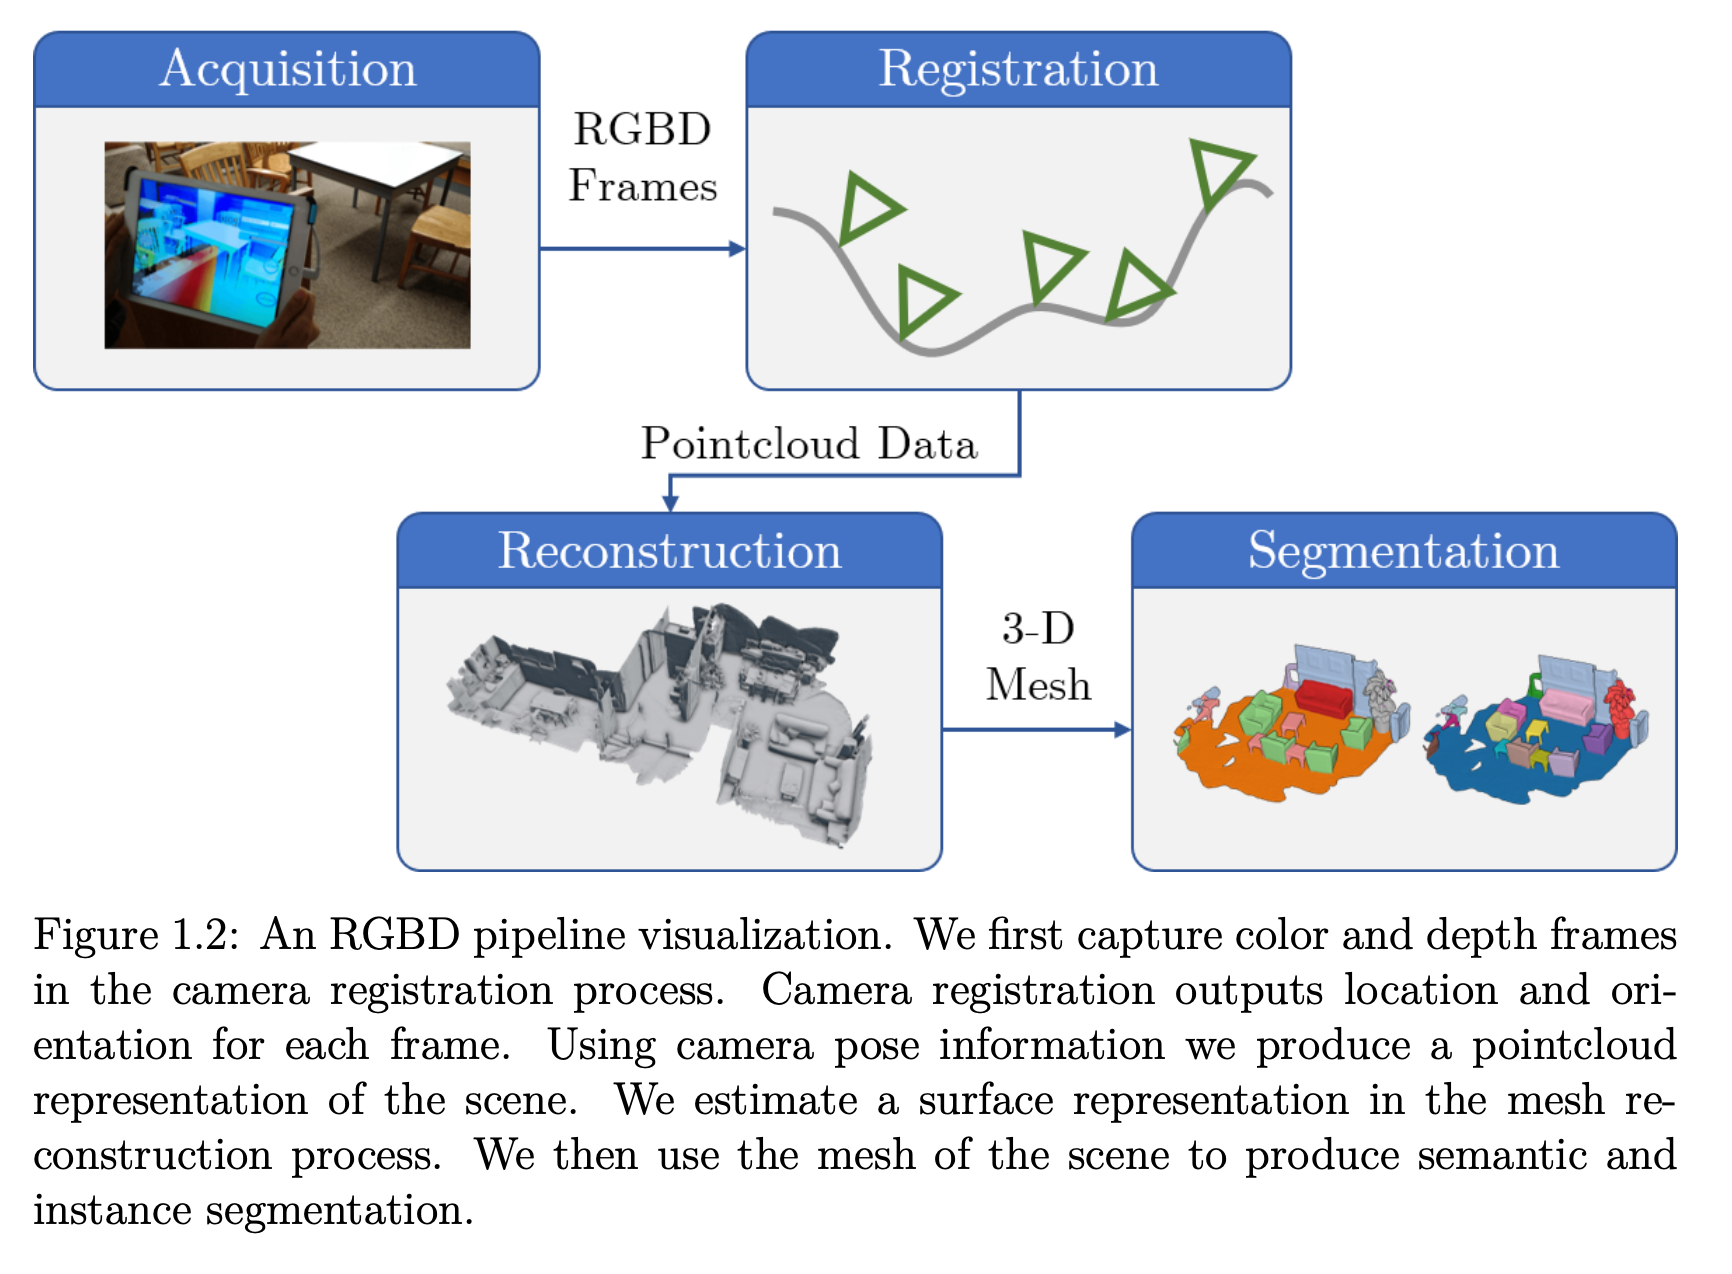 Acquisition
RGBD
Frames
Registration
Pointcloud Data
Reconstruction
3-D
Mesh
Segmentation
Figure 1.2: An RGBD pipeline visualization. We first capture color and depth frames
in the camera registration process. Camera registration outputs location and ori-
entation for each frame. Using camera pose information we produce a pointcloud
representation of the scene. We estimate a surface representation in the mesh re-
construction process. We then use the mesh of the scene to produce semantic and
instance segmentation.